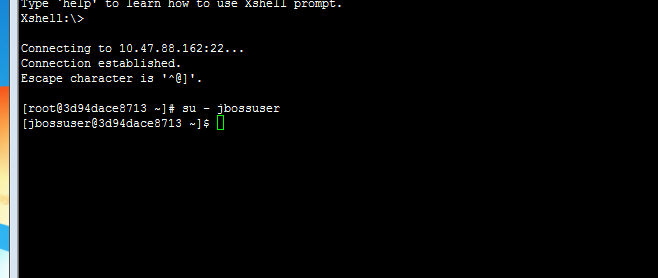 Type 'help' to learn how to use Xshell prompt.
Xshell:\>
Connecting to 10.47.88.162:22...
Connection established.
Escape character is '^@]'.
[root@3d94dace8713 ~]# su - jbossuser
[jbossuser@3d94dace8713 ~]$